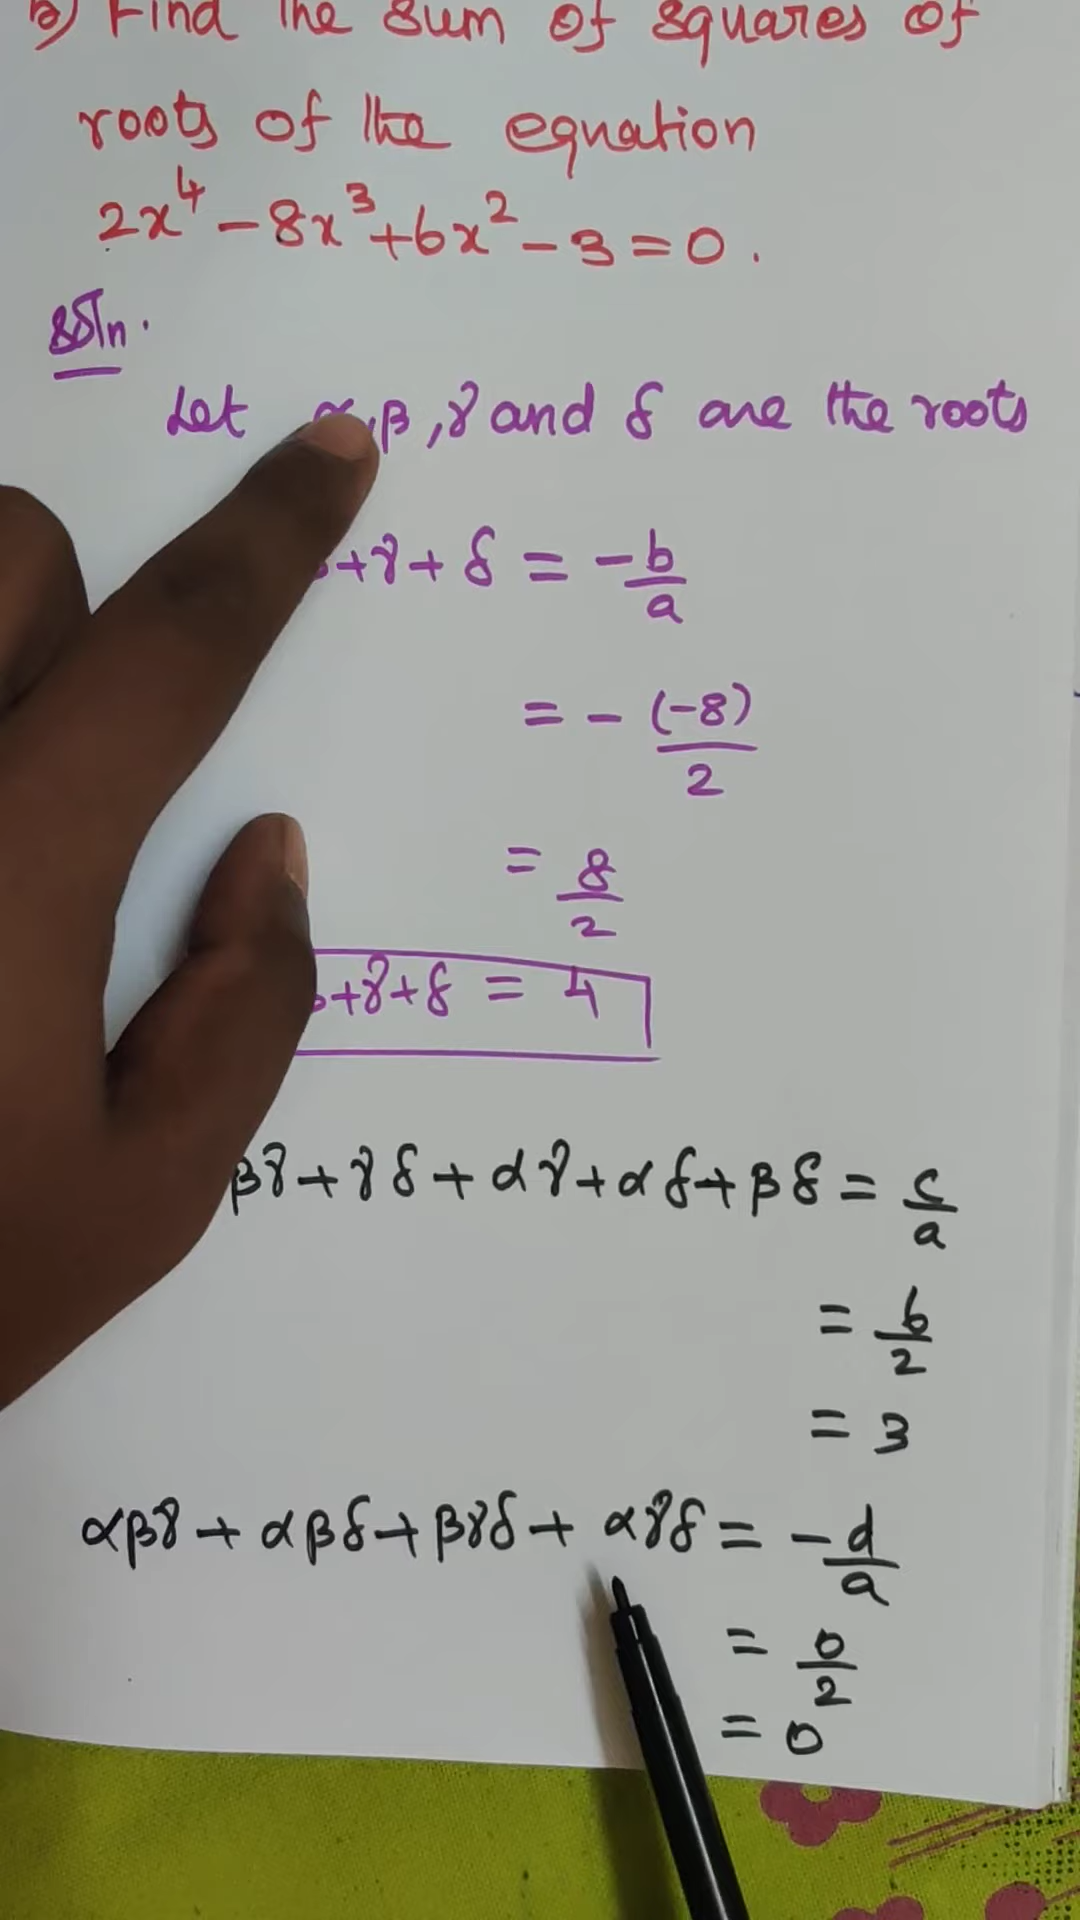 Find the sum of squares of
roots of the equation
2x⁴ - 8x³ + 6x² - 3 = 0.
Soln.
Let α, β, γ and δ are the roots
+ γ + δ = -b/a
= - (-8)/2
= 8/2
+ γ + δ = 4
βγ + γδ + αγ + αδ + βδ = c/a
= 6/2
= 3
αβγ + αβδ + βγδ + αγδ = -d/a
= 0/2
= 0